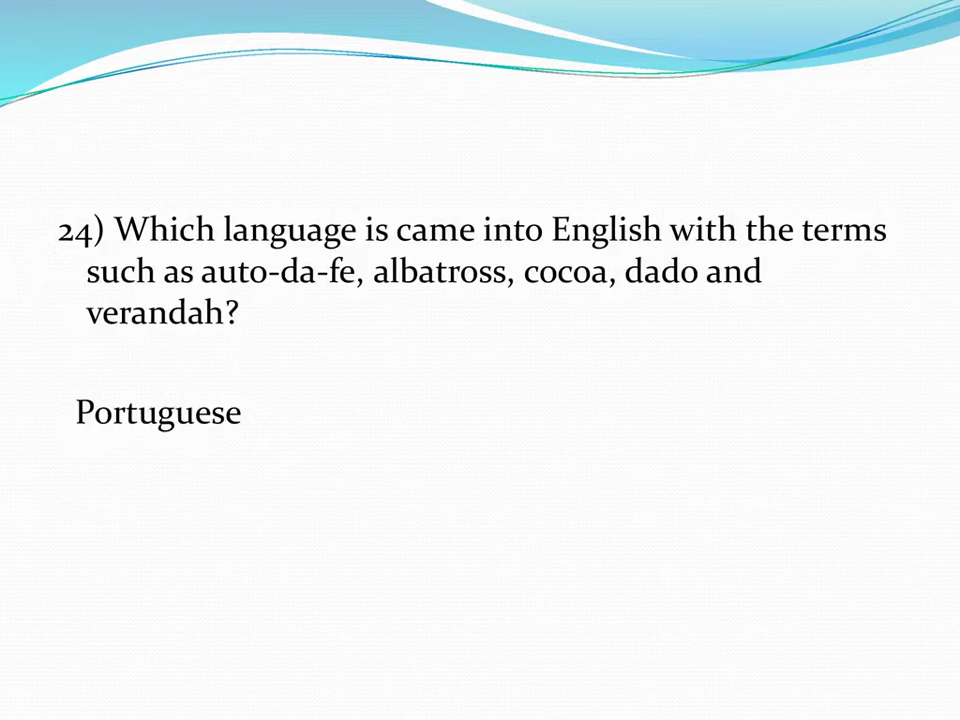 24) Which language is came into English with the terms
such as auto-da-fe, albatross, cocoa, dado and
verandah?
Portuguese